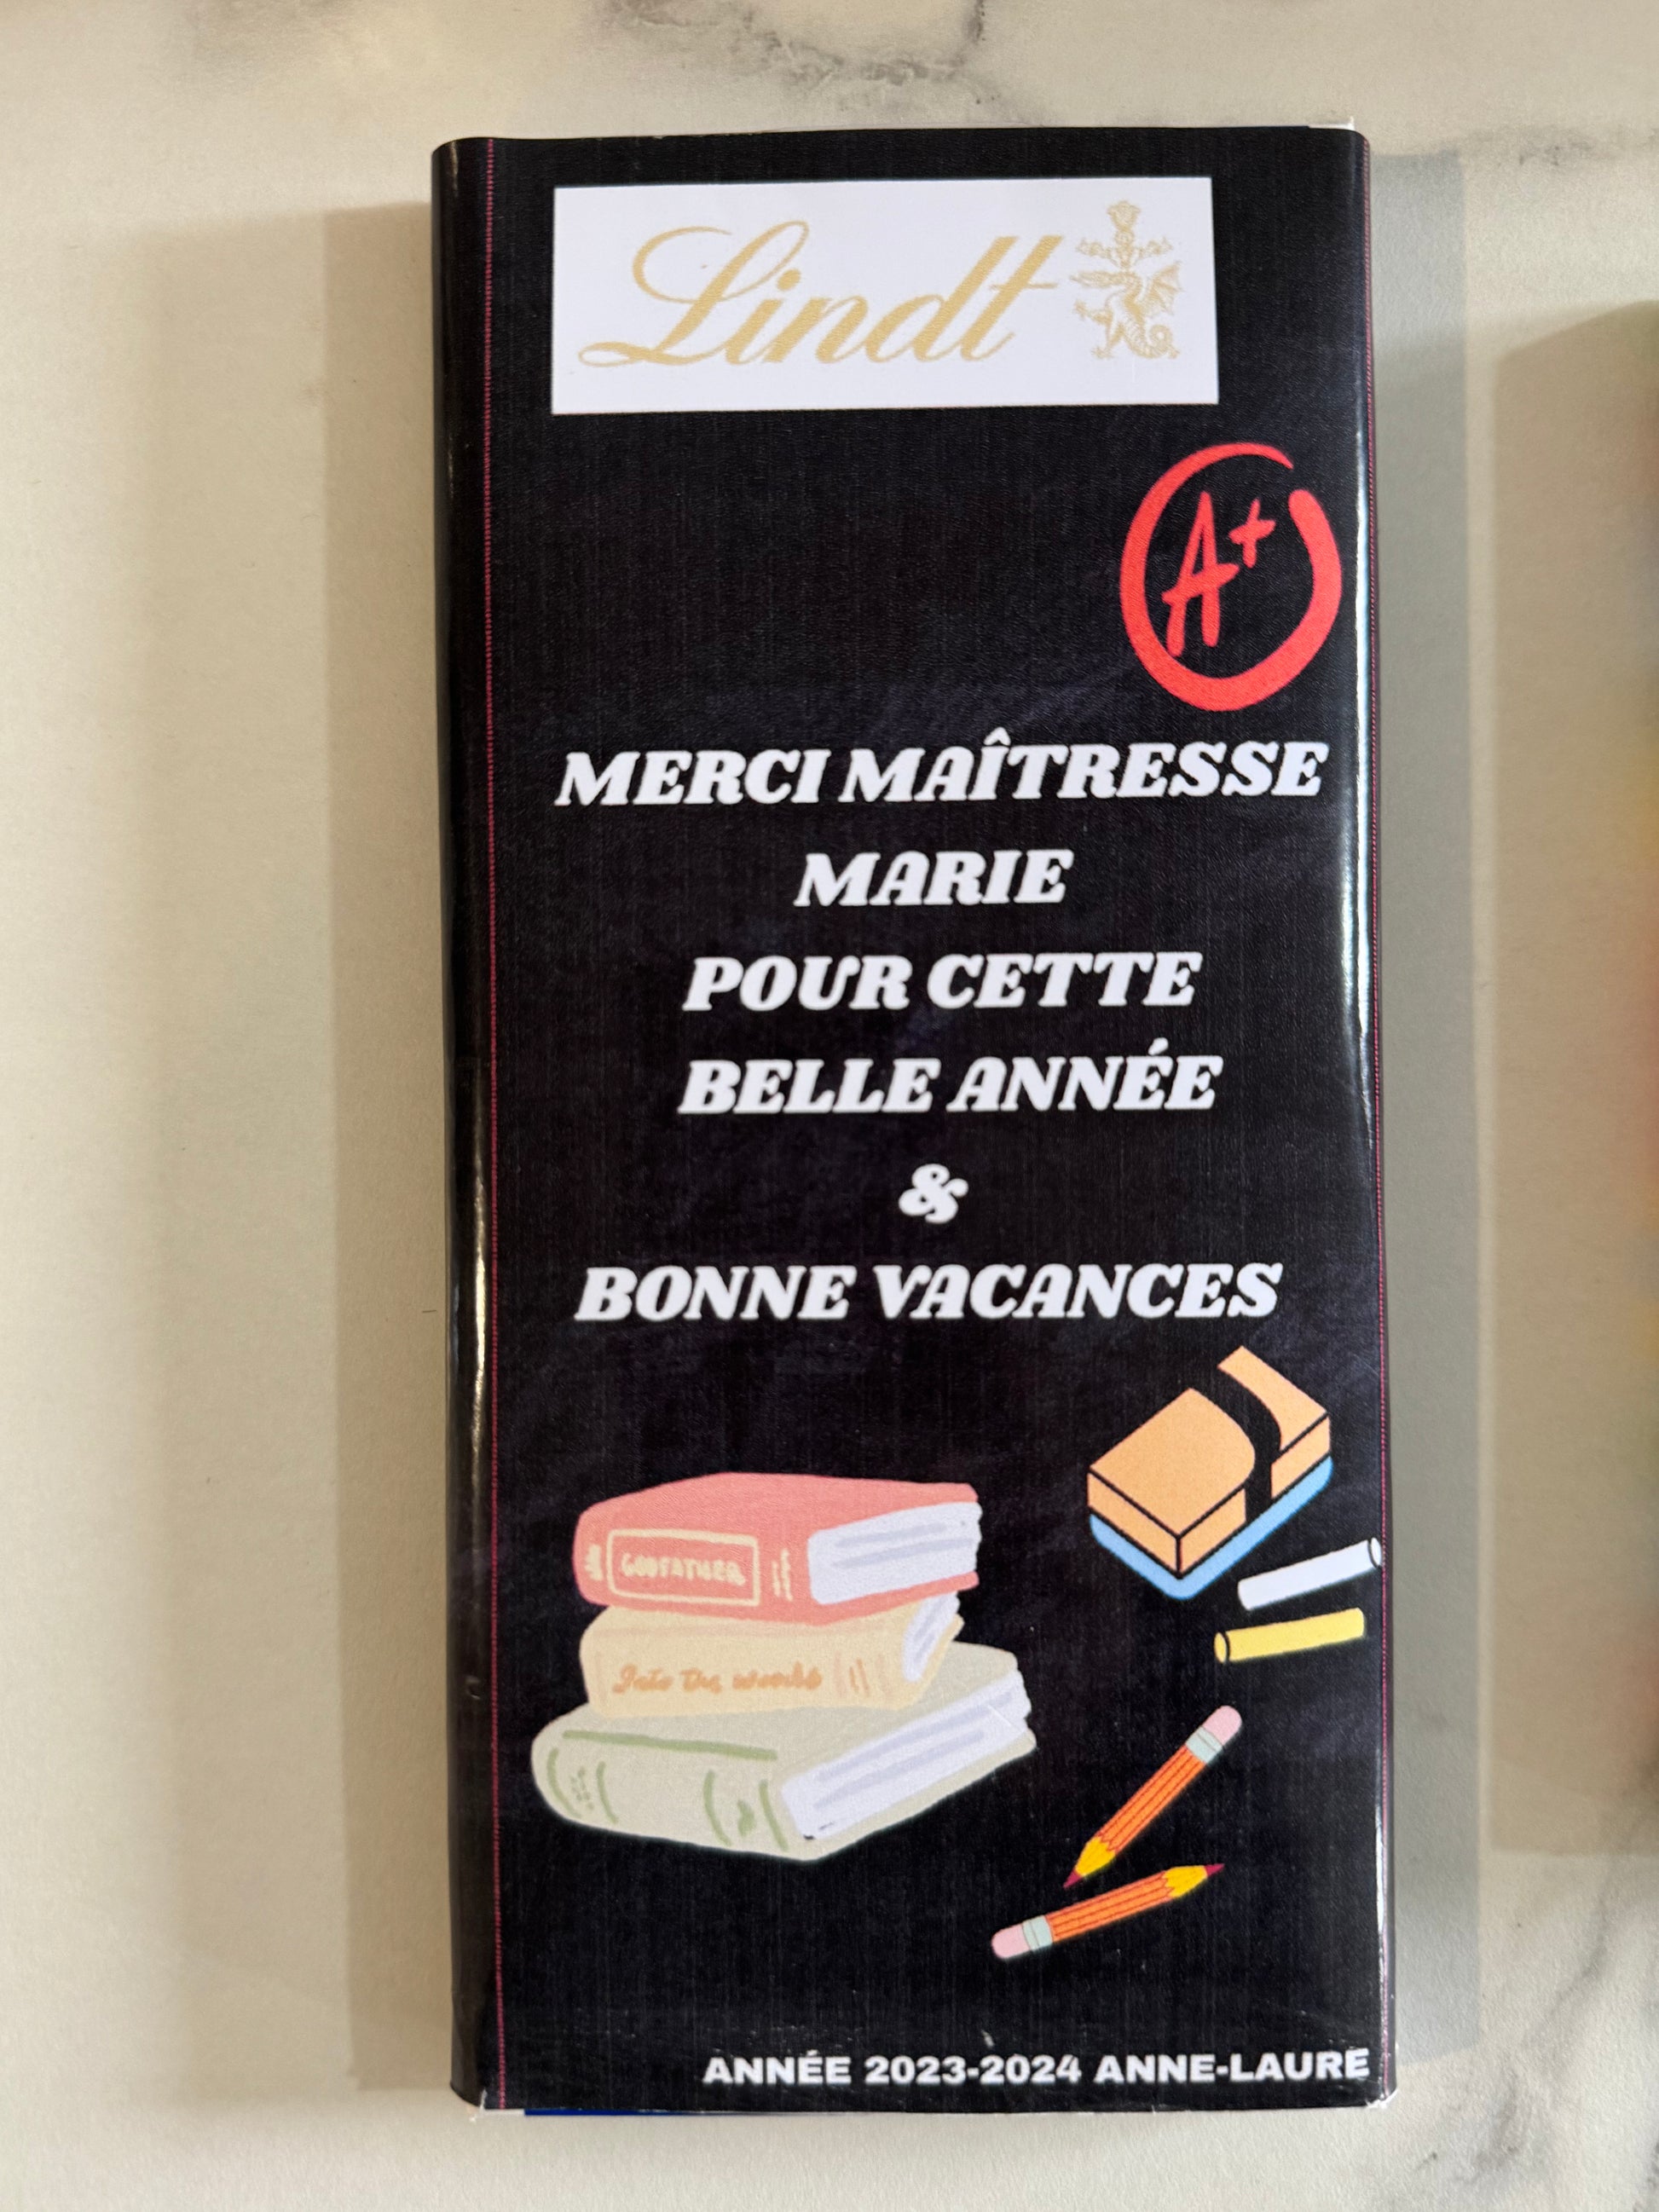 Lindt
A+
MERCI MAÎTRESSE
MARIE
POUR CETTE
BELLE ANNÉE
&
BONNE VACANCES
GODFATHER
Into the woods
ANNÉE 2023-2024 ANNE-LAURE